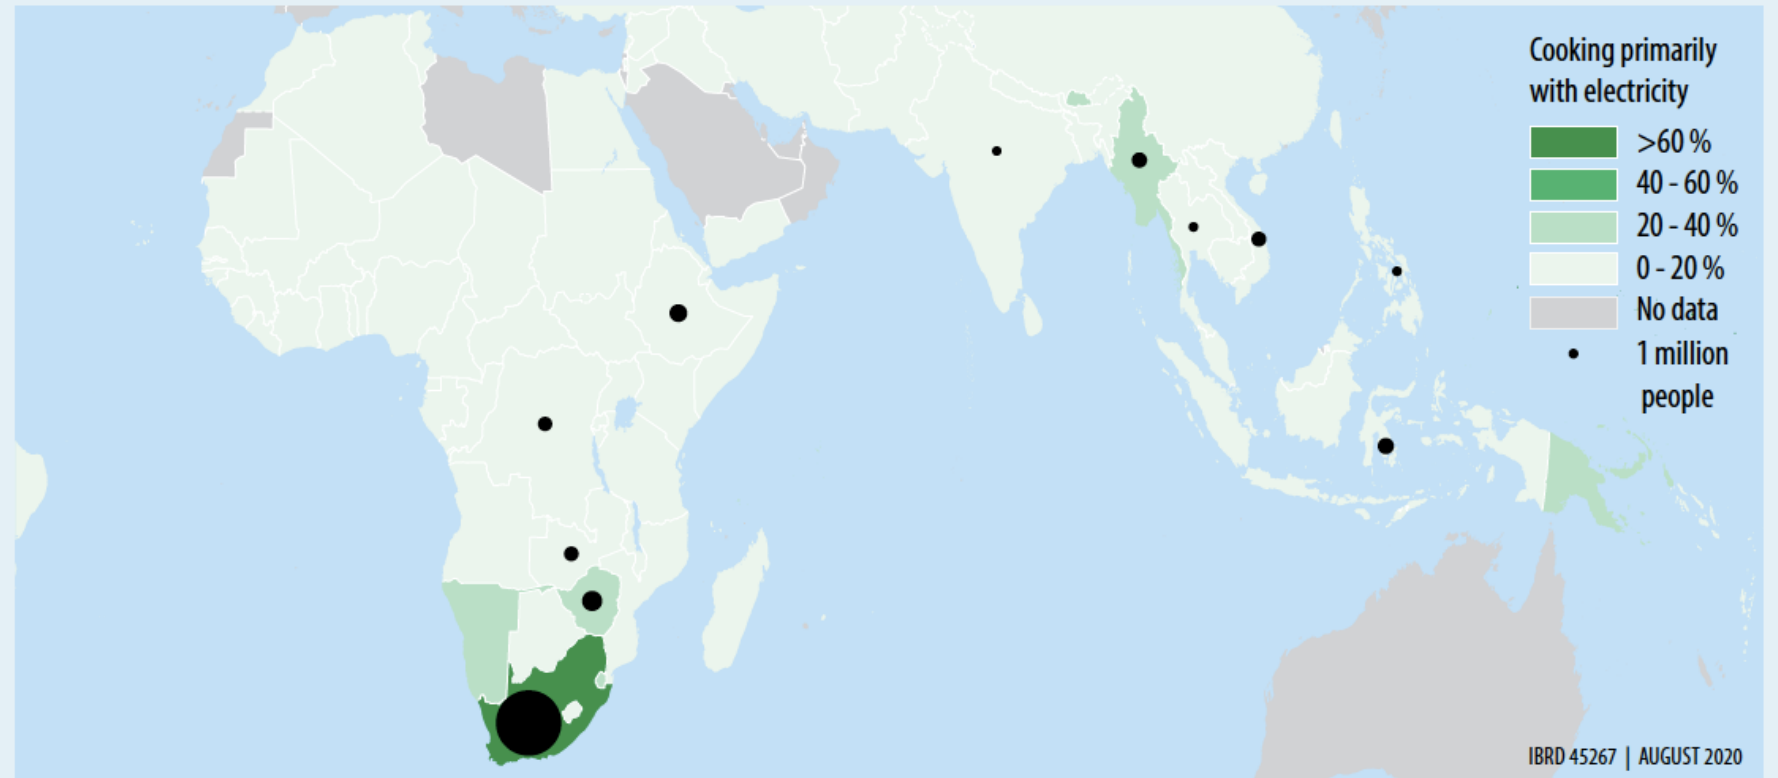 Cooking primarily
with electricity
>60 %
40 - 60 %
20 - 40 %
0 - 20 %
No data
1 million
people
IBRD 45267 | AUGUST 2020